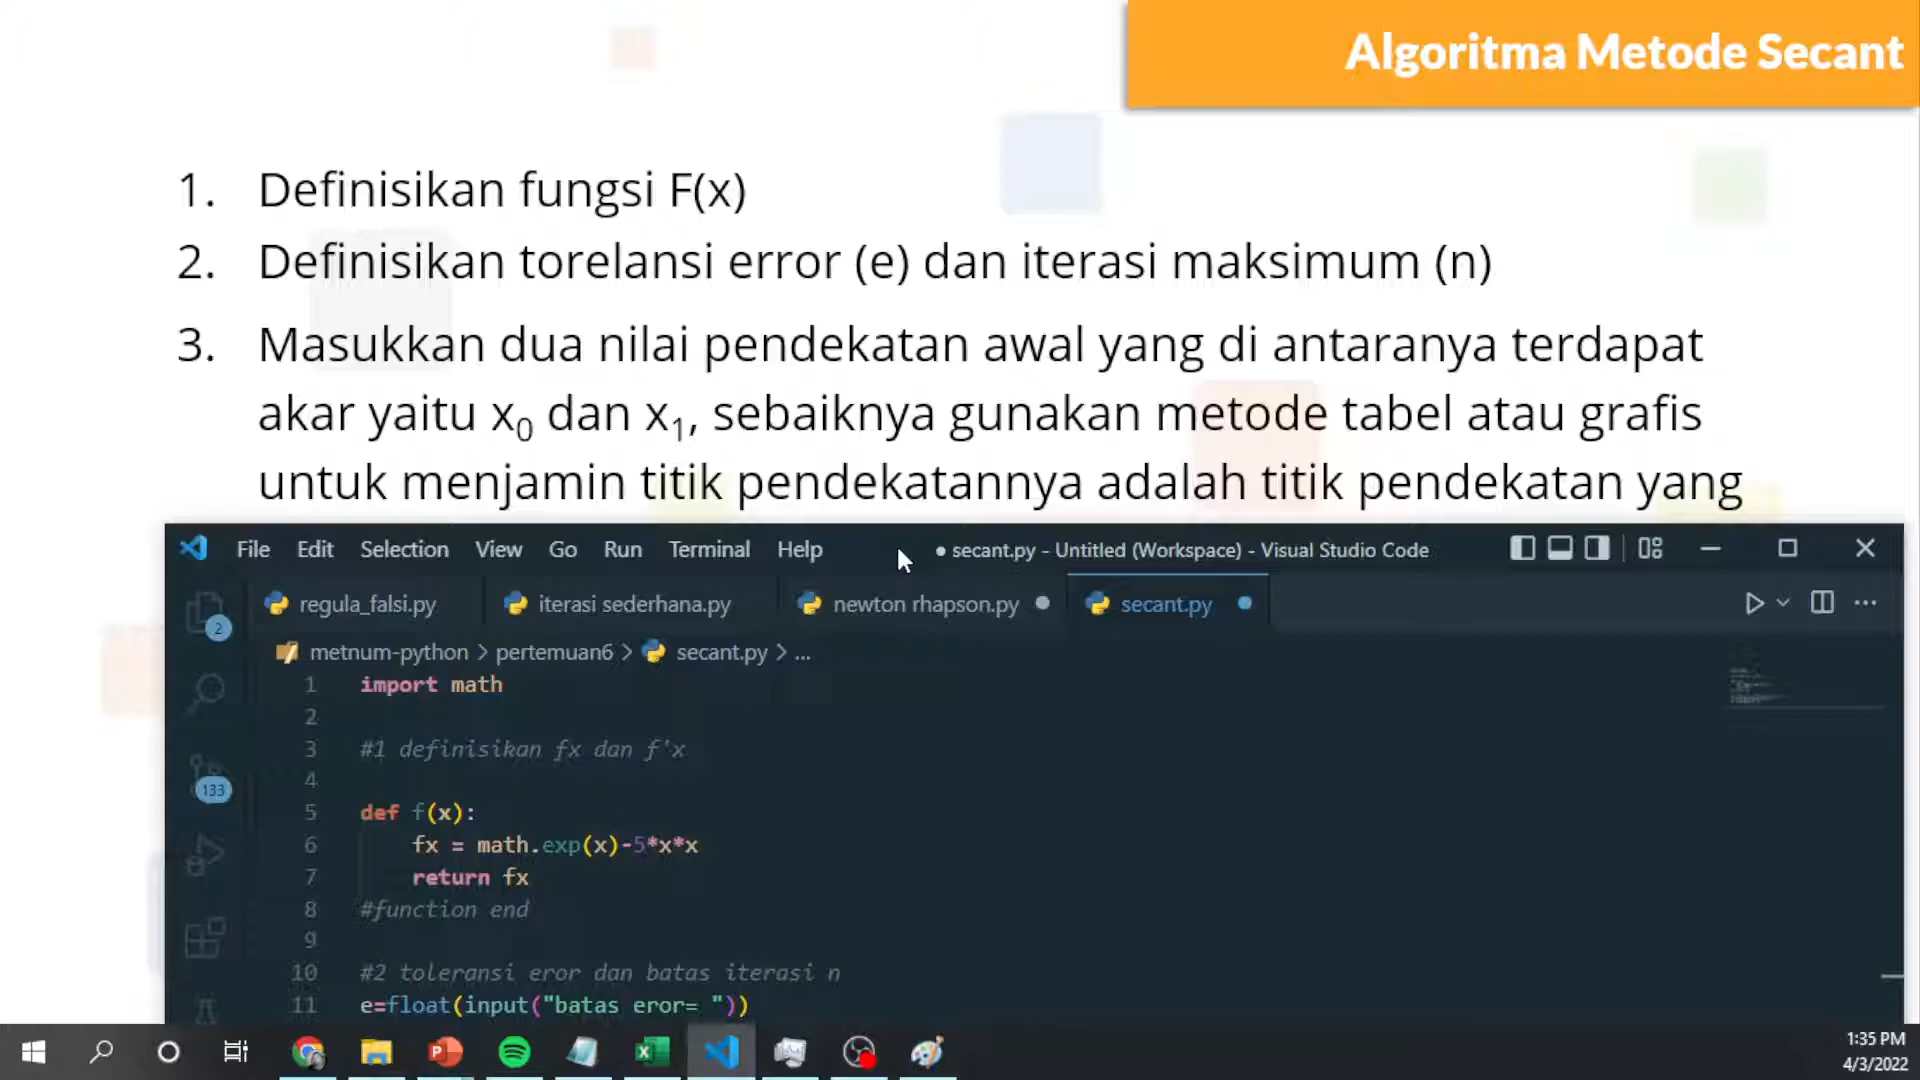 Algoritma Metode Secant
1. Definisikan fungsi F(x)
2. Definisikan torelansi error (e) dan iterasi maksimum (n)
3. Masukkan dua nilai pendekatan awal yang di antaranya terdapat
akar yaitu x0 dan x1, sebaiknya gunakan metode tabel atau grafis
untuk menjamin titik pendekatannya adalah titik pendekatan yang
File Edit Selection View Go Run Terminal Help ● secant.py - Untitled (Workspace) - Visual Studio Code
regula_falsi.py iterasi sederhana.py newton rhapson.py ● secant.py ●
2
metnum-python > pertemuan6 > secant.py > ...
1 import math
2
3 #1 definisikan fx dan f'x
4
133
5 def f(x):
6 fx = math.exp(x)-5*x*x
7 return fx
8 #function end
9
10 #2 toleransi eror dan batas iterasi n
11 e=float(input("batas eror= "))
1:35 PM
4/3/2022